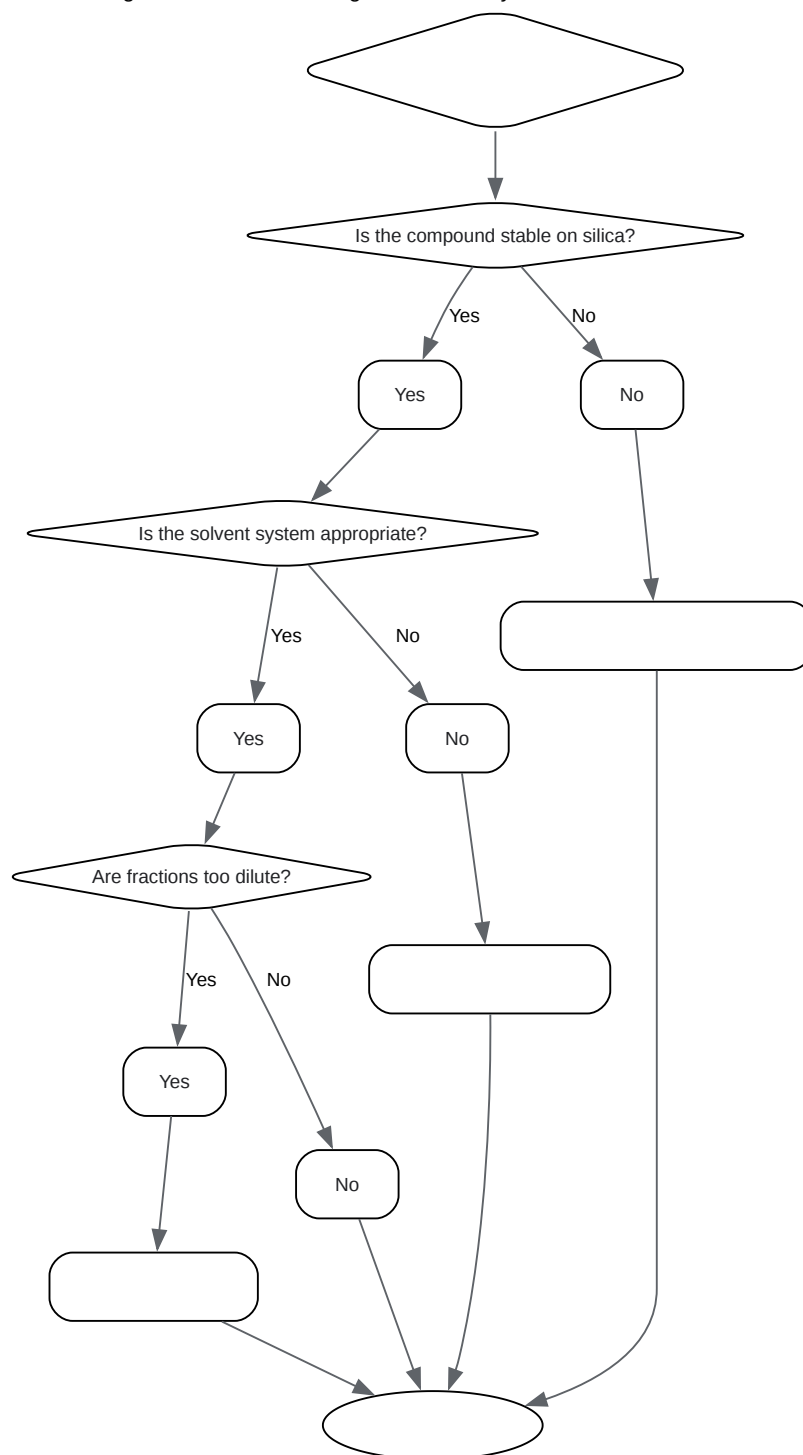 Is the compound stable on silica?
Yes
No
Yes
No
Is the solvent system appropriate?
Yes
No
Yes
No
Are fractions too dilute?
Yes
No
Yes
No